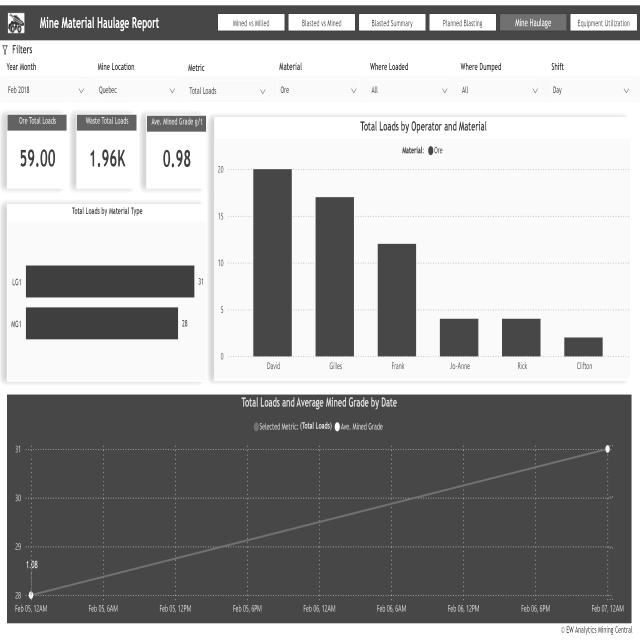 Mine Material Haulage Report
Mined vs Milled
Blasted vs Mined
Blasted Summary
Planned Blasting
Mine Haulage
Equipment Utilization
Filters
Year Month
Mine Location
Metric
Material
Where Loaded
Where Dumped
Shift
Feb 2018
Quebec
Total Loads
Ore
All
All
Day
Ore Total Loads
Waste Total Loads
Ave. Mined Grade g/t
59.00
1.96K
0.98
Total Loads by Material Type
LG1
31
MG1
28
Total Loads by Operator and Material
Material: Ore
20
15
10
5
0
David
Gilles
Frank
Jo-Anne
Rick
Clifton
Total Loads and Average Mined Grade by Date
Selected Metric: (Total Loads) Ave. Mined Grade
31
30
29
28
1.08
Feb 05, 12AM
Feb 05, 6AM
Feb 05, 12PM
Feb 05, 6PM
Feb 06, 12AM
Feb 06, 6AM
Feb 06, 12PM
Feb 06, 6PM
Feb 07, 12AM
© EW Analytics Mining Central